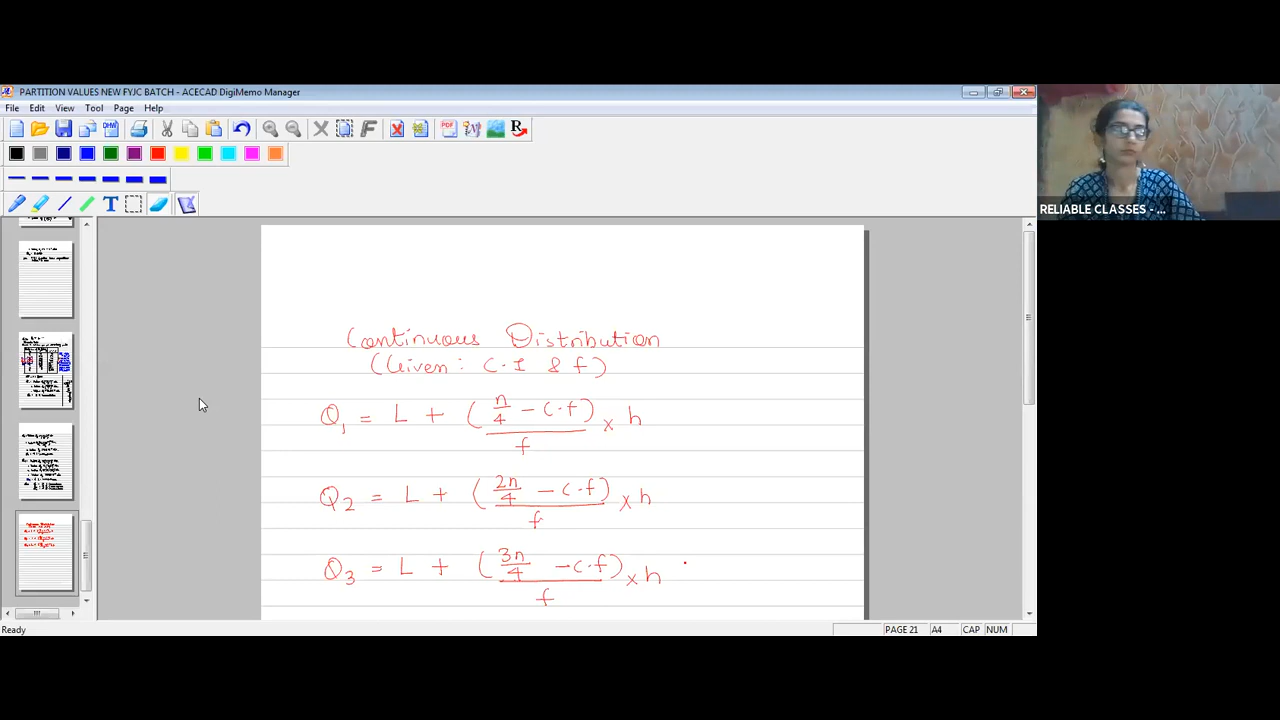 PARTITION VALUES NEW FYJC BATCH - ACECAD DigiMemo Manager
File Edit View Tool Page Help
RELIABLE CLASSES - ...
Continuous Distribution
(Given : C.I & f)
Q₁ = L + (n/4 - c.f)/f × h
Q₂ = L + (2n/4 - c.f)/f × h
Q₃ = L + (3n/4 - c.f)/f × h
Ready PAGE 21 A4 CAP NUM